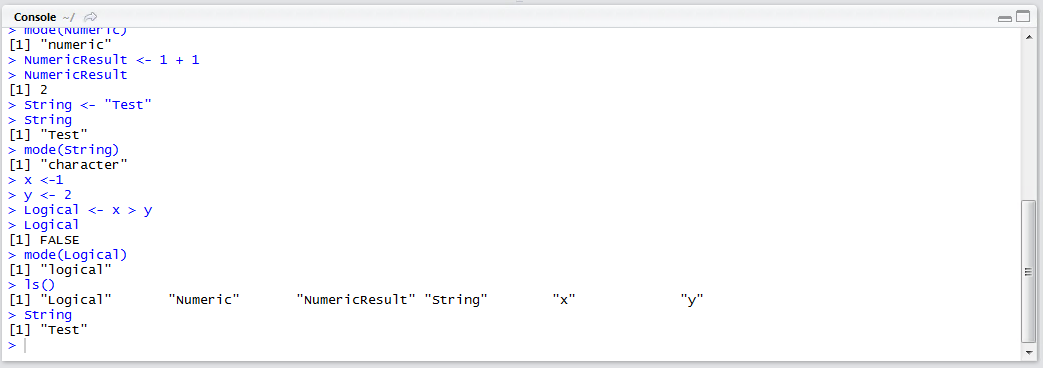 Console ~/
> mode(Numeric)
[1] "numeric"
> NumericResult <- 1 + 1
> NumericResult
[1] 2
> String <- "Test"
> String
[1] "Test"
> mode(String)
[1] "character"
> x <-1
> y <- 2
> Logical <- x > y
> Logical
[1] FALSE
> mode(Logical)
[1] "logical"
> ls()
[1] "Logical"       "Numeric"       "NumericResult" "String"        "x"             "y"
> String
[1] "Test"
>